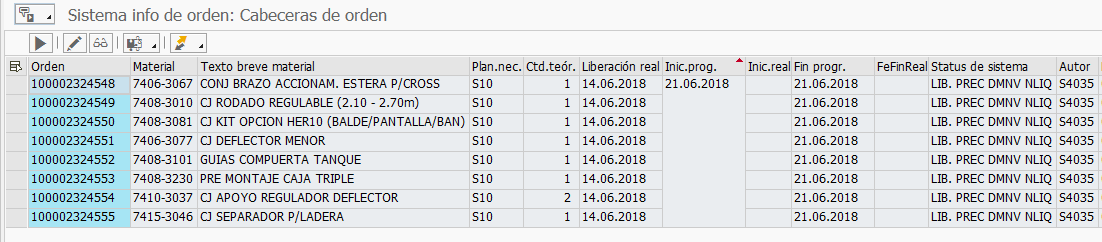 Sistema info de orden: Cabeceras de orden
Orden Material Texto breve material Plan.nec. Ctd.teór. Liberación real Inic.prog. Inic.real Fin progr. FeFinReal Status de sistema Autor
100002324548 7406-3067 CONJ BRAZO ACCIONAM. ESTERA P/CROSS S10 1 14.06.2018 21.06.2018 21.06.2018 LIB. PREC DMNV NLIQ S4035
100002324549 7408-3010 CJ RODADO REGULABLE (2.10 - 2.70m) S10 1 14.06.2018 21.06.2018 LIB. PREC DMNV NLIQ S4035
100002324550 7408-3081 CJ KIT OPCION HER10 (BALDE/PANTALLA/BAN) S10 1 14.06.2018 21.06.2018 LIB. PREC DMNV NLIQ S4035
100002324551 7406-3077 CJ DEFLECTOR MENOR S10 1 14.06.2018 21.06.2018 LIB. PREC DMNV NLIQ S4035
100002324552 7408-3101 GUIAS COMPUERTA TANQUE S10 1 14.06.2018 21.06.2018 LIB. PREC DMNV NLIQ S4035
100002324553 7408-3230 PRE MONTAJE CAJA TRIPLE S10 1 14.06.2018 21.06.2018 LIB. PREC DMNV NLIQ S4035
100002324554 7410-3037 CJ APOYO REGULADOR DEFLECTOR S10 2 14.06.2018 21.06.2018 LIB. PREC DMNV NLIQ S4035
100002324555 7415-3046 CJ SEPARADOR P/LADERA S10 1 14.06.2018 21.06.2018 LIB. PREC DMNV NLIQ S4035